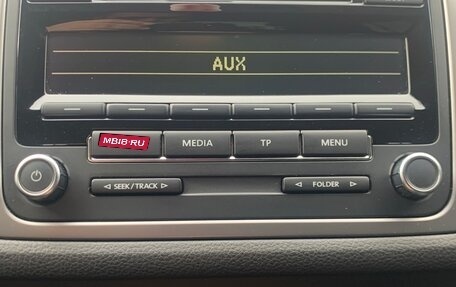 AUX
MBIB.RU
MEDIA
TP
MENU
SEEK/TRACK
FOLDER